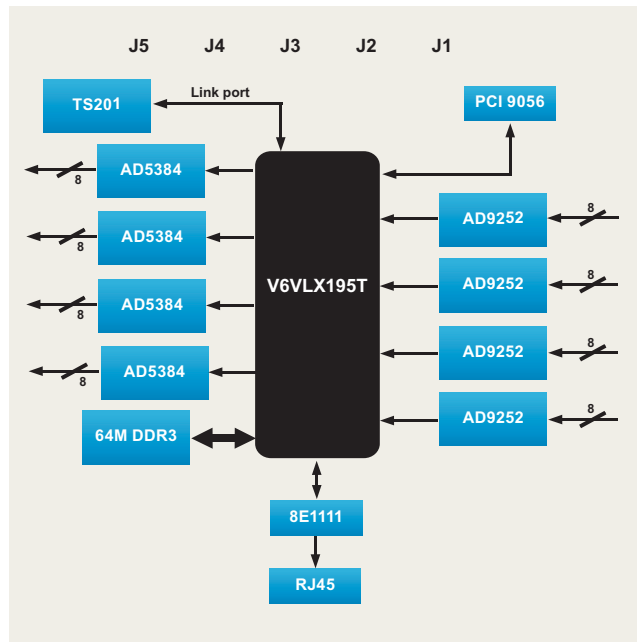 J5 J4 J3 J2 J1
Link port
TS201
PCI 9056
AD5384
8
AD5384
8
AD5384
8
AD5384
8
64M DDR3
V6VLX195T
AD9252
8
AD9252
8
AD9252
8
AD9252
8
8E1111
RJ45